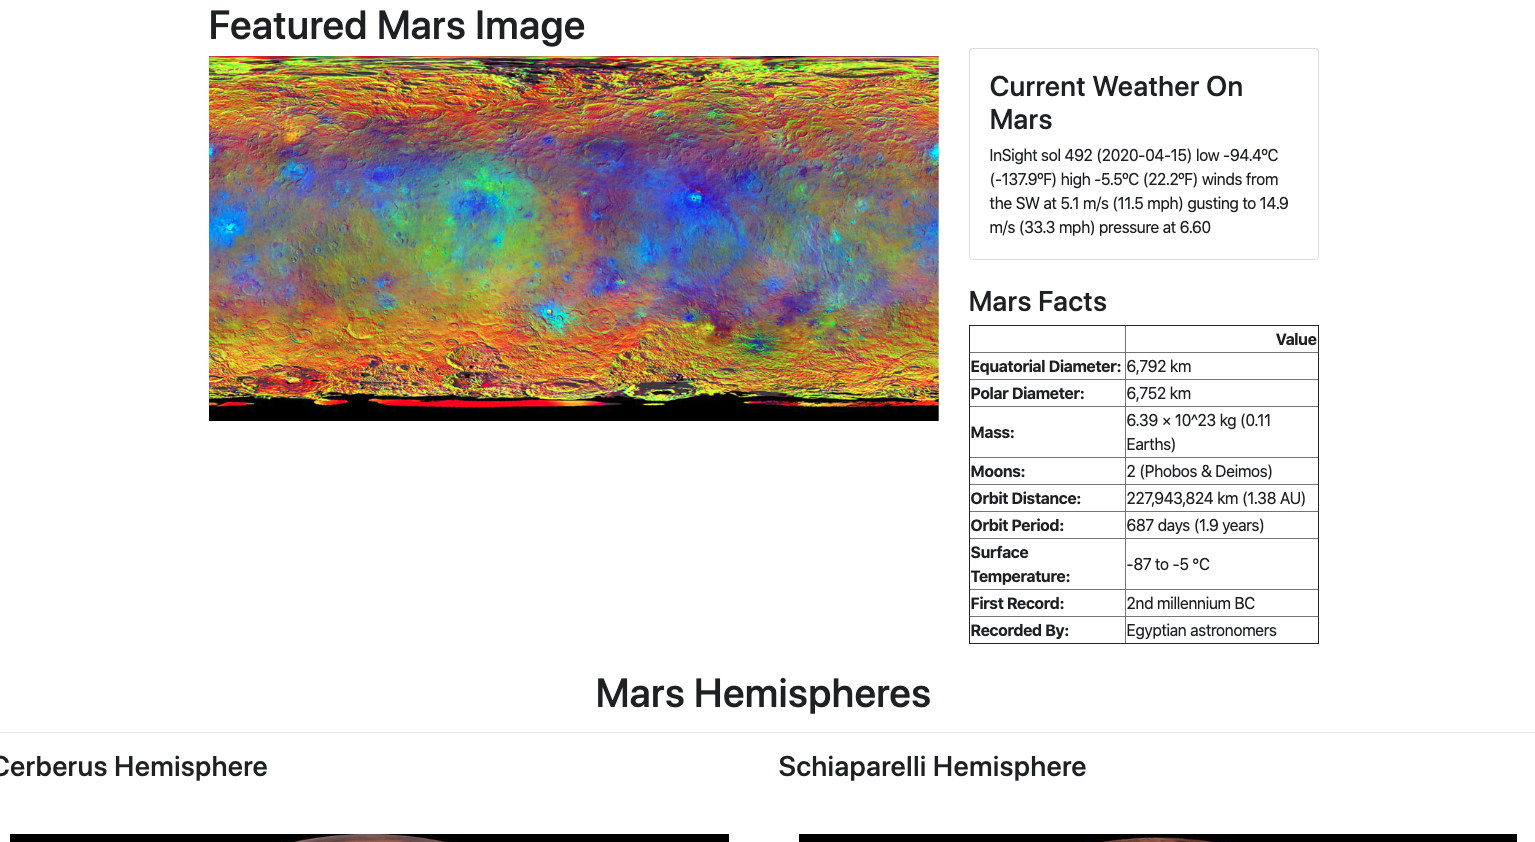 Featured Mars Image
Current Weather On
Mars
InSight sol 492 (2020-04-15) low -94.4ºC
(-137.9ºF) high -5.5ºC (22.2ºF) winds from
the SW at 5.1 m/s (11.5 mph) gusting to 14.9
m/s (33.3 mph) pressure at 6.60
Mars Facts
Value
Equatorial Diameter: 6,792 km
Polar Diameter: 6,752 km
Mass: 6.39 × 10^23 kg (0.11
Earths)
Moons: 2 (Phobos & Deimos)
Orbit Distance: 227,943,824 km (1.38 AU)
Orbit Period: 687 days (1.9 years)
Surface
Temperature: -87 to -5 °C
First Record: 2nd millennium BC
Recorded By: Egyptian astronomers
Mars Hemispheres
Cerberus Hemisphere
Schiaparelli Hemisphere